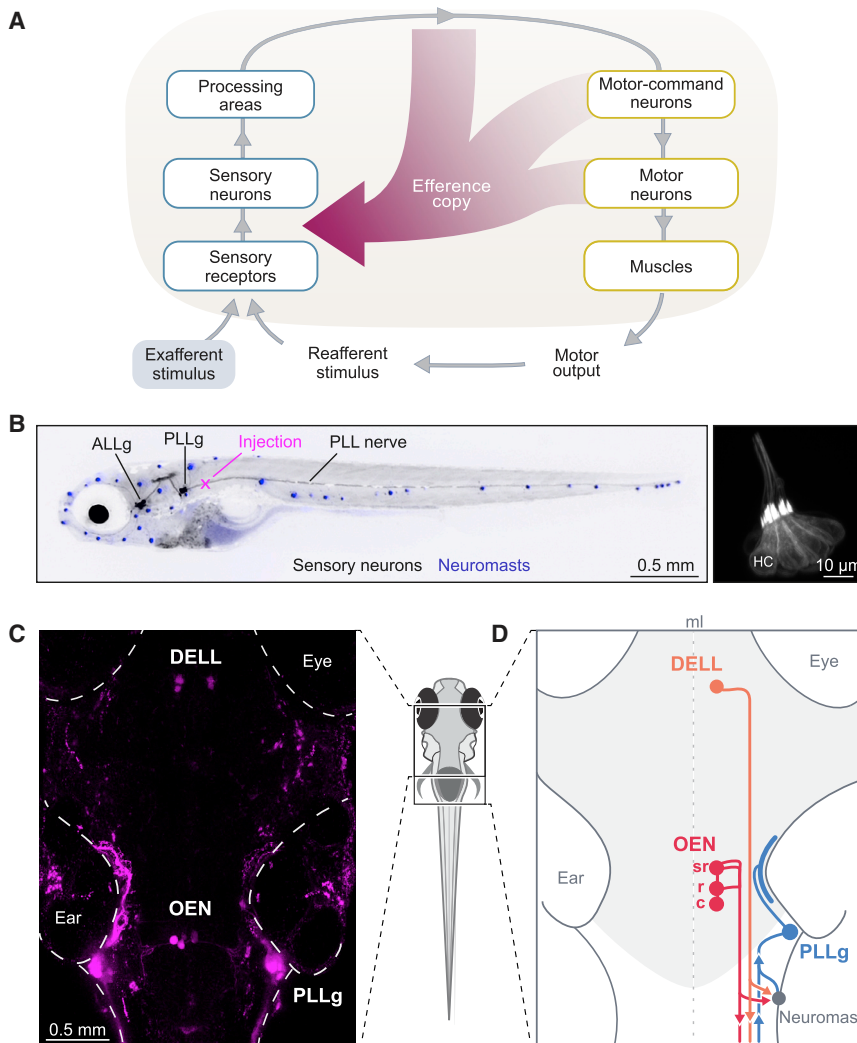 A
Processing
areas
Motor-command
neurons
Sensory
neurons
Efference
copy
Motor
neurons
Sensory
receptors
Muscles
Exafferent
stimulus
Reafferent
stimulus
Motor
output
B
ALLg
PLLg
Injection
PLL nerve
Sensory neurons
Neuromasts
0.5 mm
HC
10 µm
C
DELL
Eye
Ear
OEN
PLLg
0.5 mm
D
ml
DELL
Eye
OEN
sr
r
c
Ear
PLLg
Neuromas